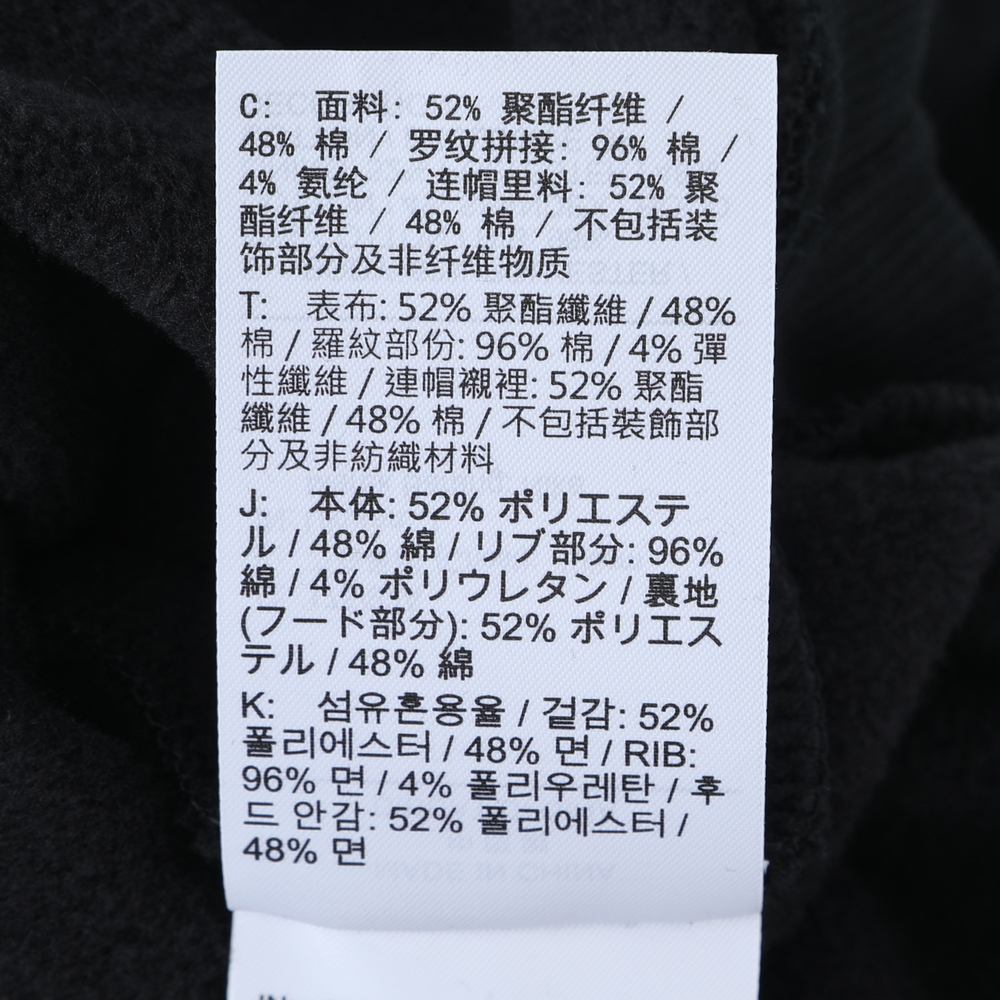 C: 面料: 52% 聚酯纤维 /
48% 棉 / 罗纹拼接: 96% 棉 /
4% 氨纶 / 连帽里料: 52% 聚
酯纤维 / 48% 棉 / 不包括装
饰部分及非纤维物质
T: 表布: 52% 聚酯纖維 / 48%
棉 / 羅紋部份: 96% 棉 / 4% 彈
性纖維 / 連帽襯裡: 52% 聚酯
纖維 / 48% 棉 / 不包括裝飾部
分及非紡織材料
J: 本体: 52% ポリエステ
ル / 48% 綿 / リブ部分: 96%
綿 / 4% ポリウレタン / 裏地
(フード部分): 52% ポリエス
テル / 48% 綿
K: 섬유혼용율 / 겉감: 52%
폴리에스터 / 48% 면 / RIB:
96% 면 / 4% 폴리우레탄 / 후
드 안감: 52% 폴리에스터 /
48% 면